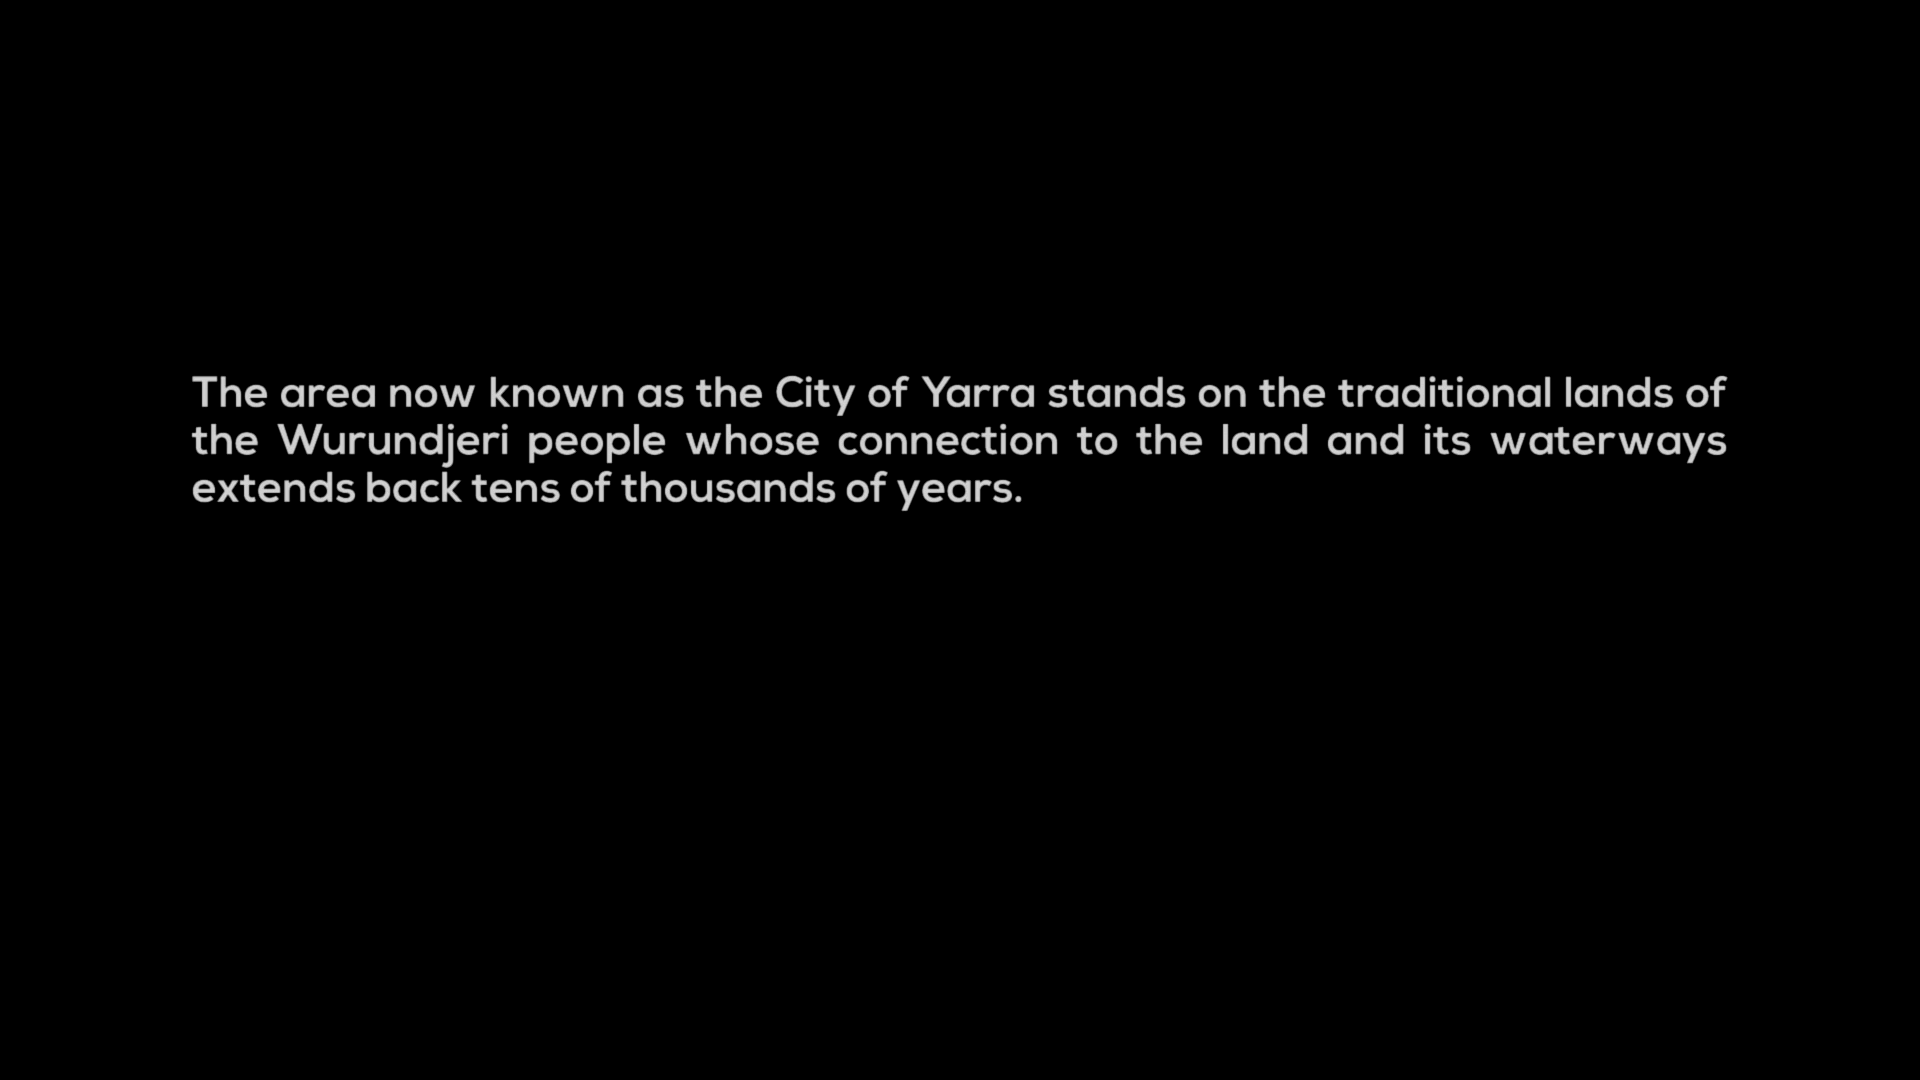 The area now known as the City of Yarra stands on the traditional lands of
the Wurundjeri people whose connection to the land and its waterways
extends back tens of thousands of years.